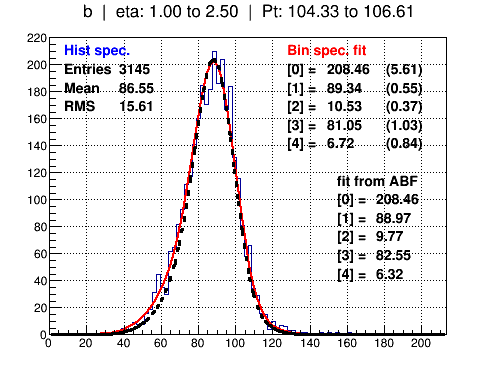 b | eta: 1.00 to 2.50 | Pt: 104.33 to 106.61
Hist spec.
Entries 3145
Mean 86.55
RMS 15.61
Bin spec. fit
[0] = 208.46 (5.61)
[1] = 89.34 (0.55)
[2] = 10.53 (0.37)
[3] = 81.05 (1.03)
[4] = 6.72 (0.84)
fit from ABF
[0] = 208.46
[1] = 88.97
[2] = 9.77
[3] = 82.55
[4] = 6.32
220
200
180
160
140
120
100
80
60
40
20
0
0 20 40 60 80 100 120 140 160 180 200